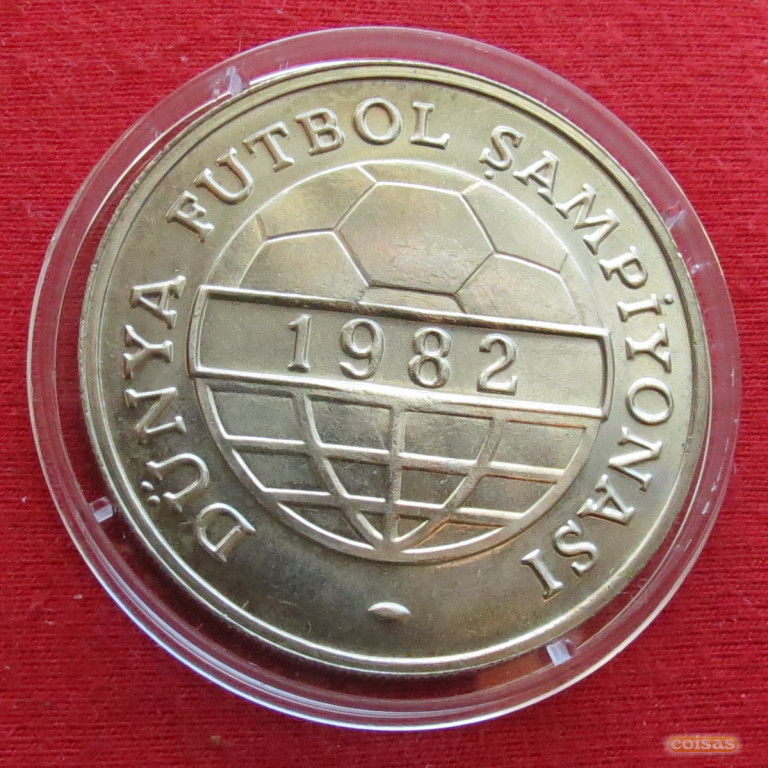 DÜNYA FUTBOL ŞAMPİYONASI
1982
coisas